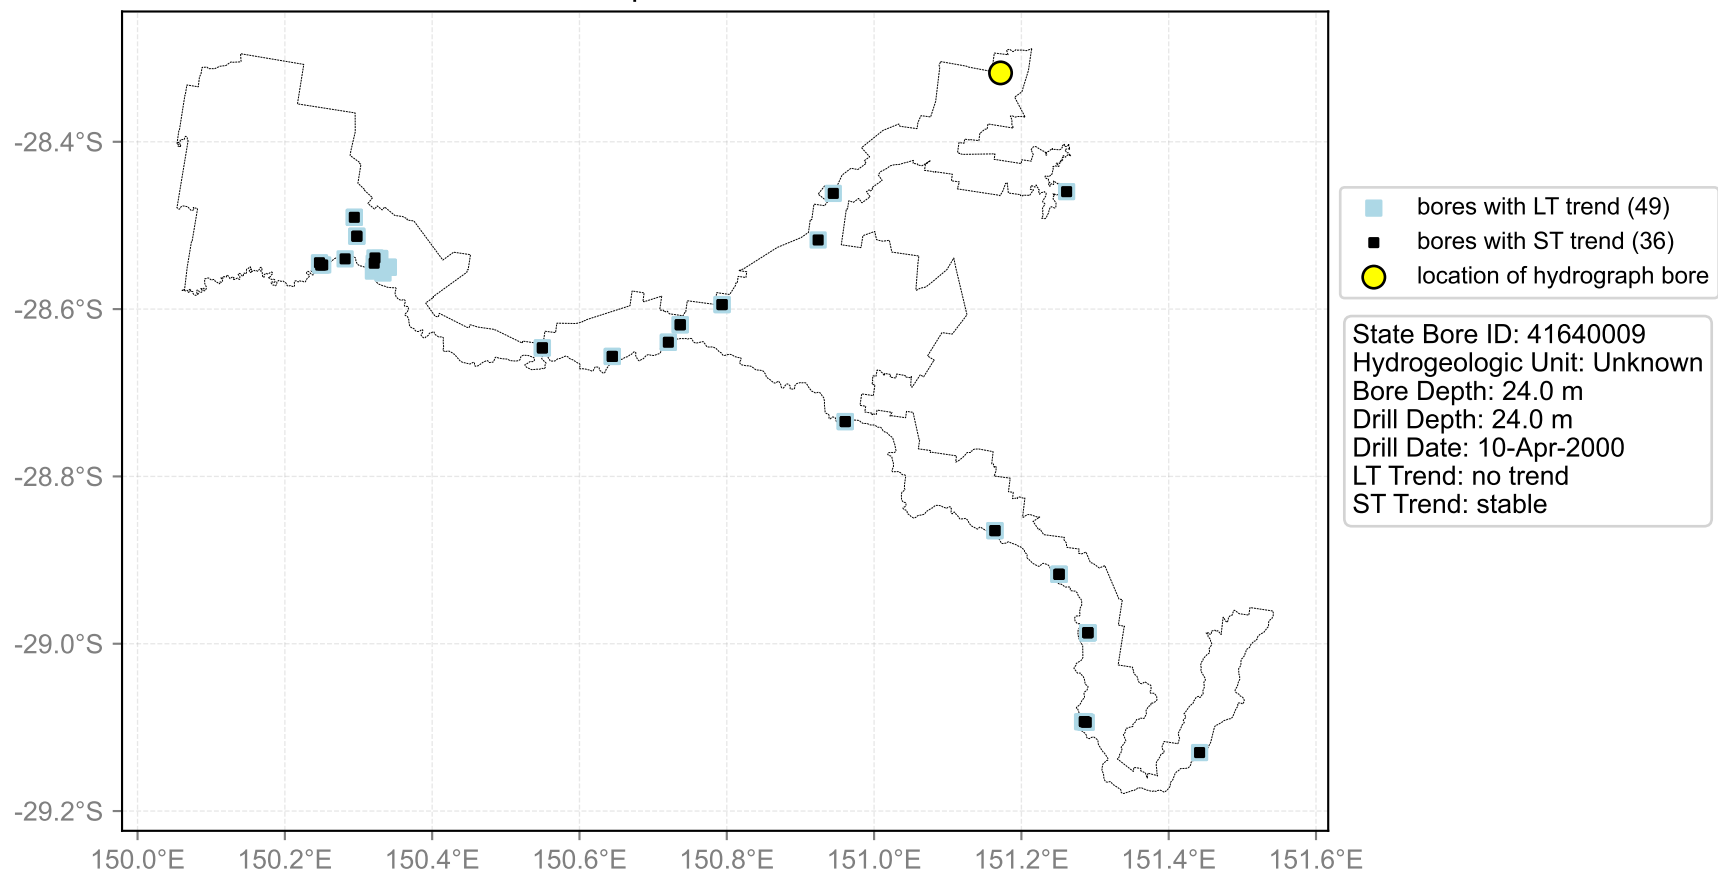 -28.4°S
-28.6°S
-28.8°S
-29.0°S
-29.2°S
150.0°E 150.2°E 150.4°E 150.6°E 150.8°E 151.0°E 151.2°E 151.4°E 151.6°E
bores with LT trend (49)
bores with ST trend (36)
location of hydrograph bore
State Bore ID: 41640009
Hydrogeologic Unit: Unknown
Bore Depth: 24.0 m
Drill Depth: 24.0 m
Drill Date: 10-Apr-2000
LT Trend: no trend
ST Trend: stable